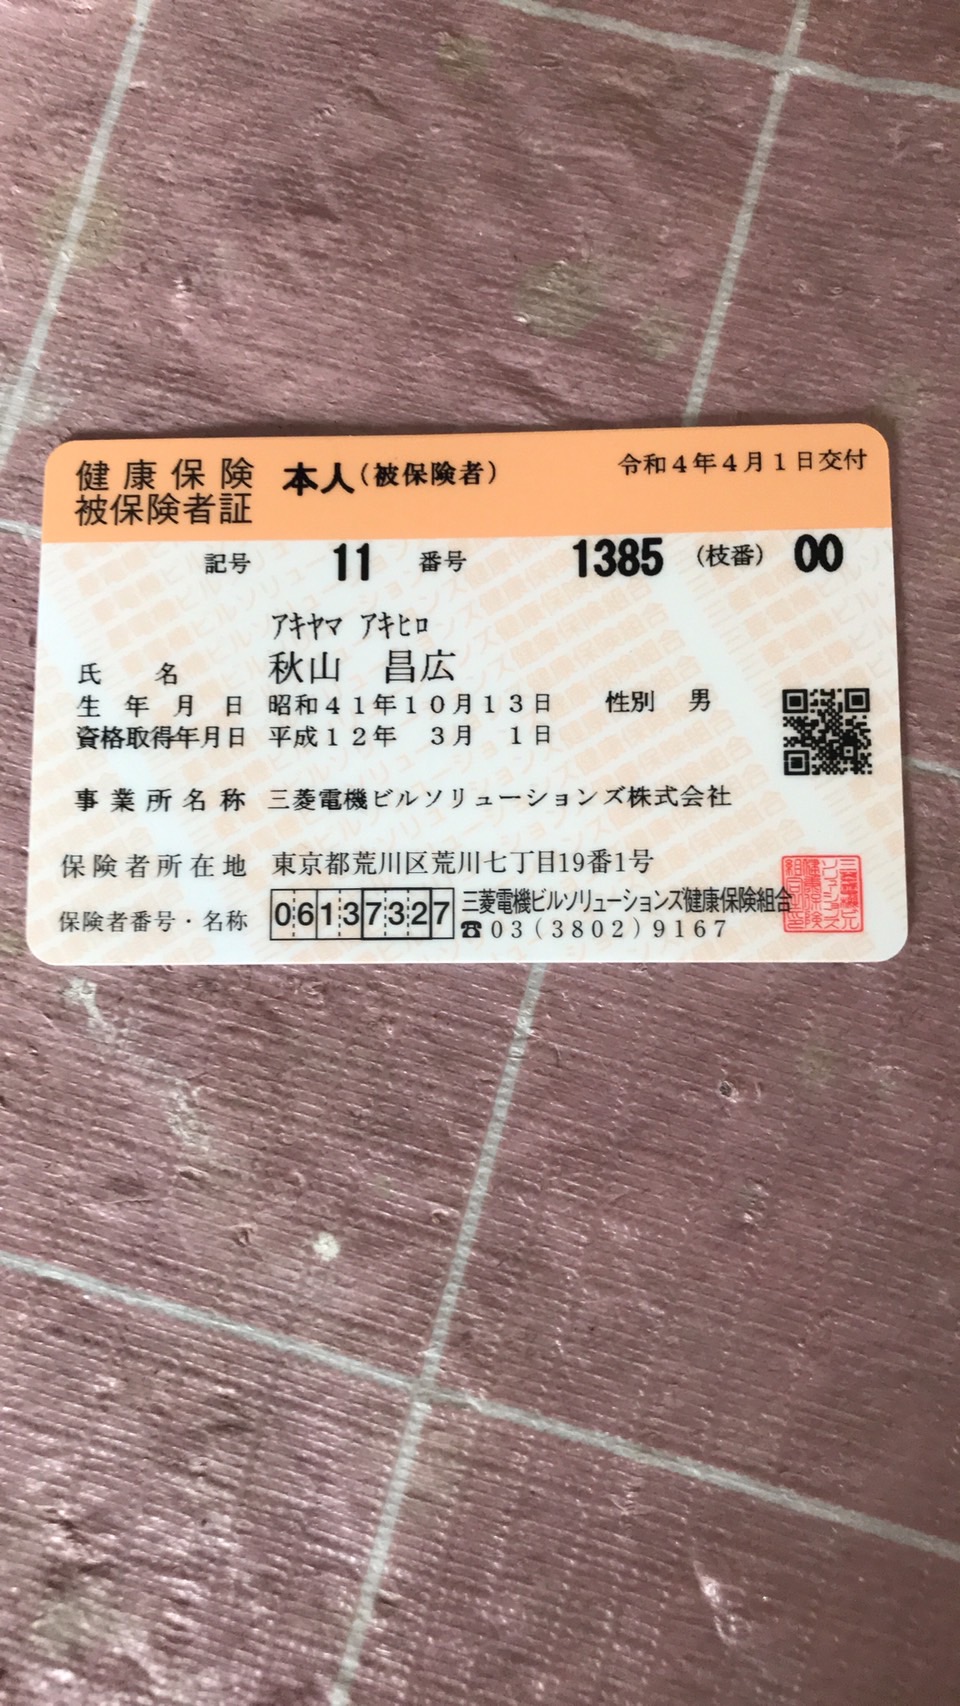 健康保険 本人(被保険者) 令和4年4月1日交付
被保険者証
記号 11 番号 1385 (枝番) 00
アキヤマ アキヒロ
氏名 秋山 昌広
生年月日 昭和41年10月13日 性別 男
資格取得年月日 平成12年 3月 1日
事業所名称 三菱電機ビルソリューションズ株式会社
保険者所在地 東京都荒川区荒川七丁目19番1号
保険者番号・名称 06137327 三菱電機ビルソリューションズ健康保険組合
☎03(3802)9167